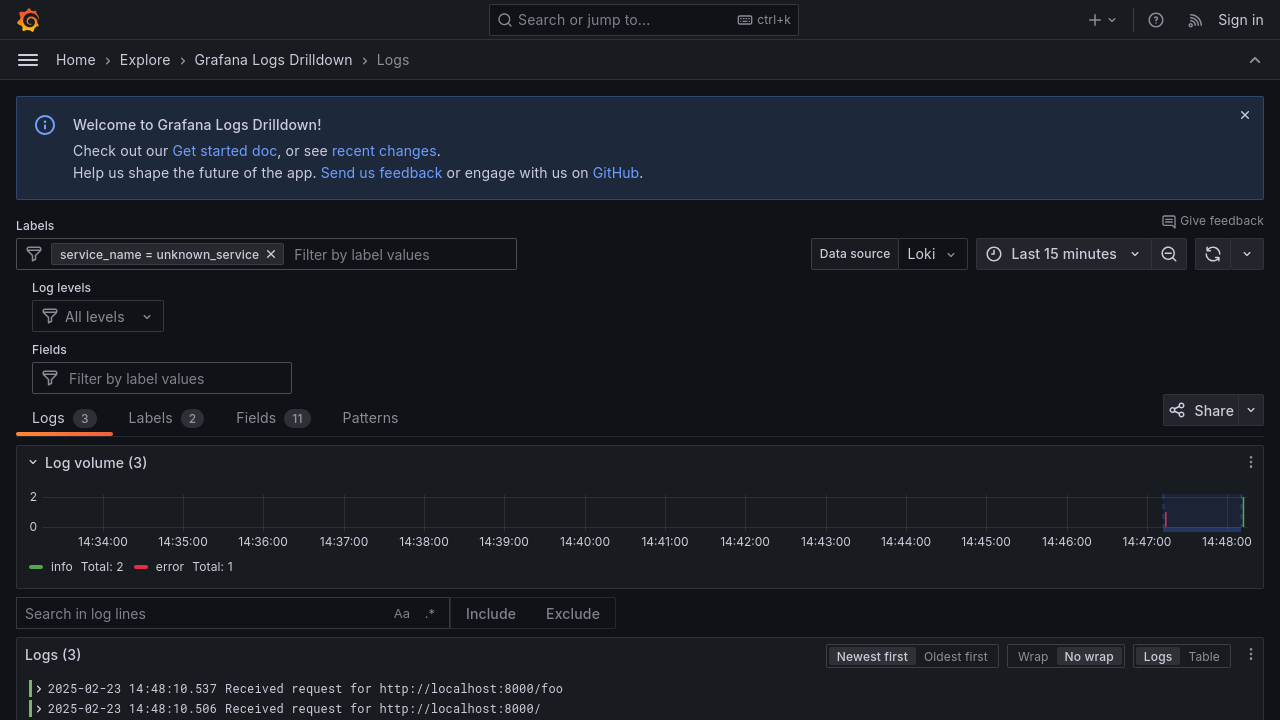 Search or jump to... ctrl+k Sign in
Home › Explore › Grafana Logs Drilldown › Logs
Welcome to Grafana Logs Drilldown!
Check out our Get started doc, or see recent changes.
Help us shape the future of the app. Send us feedback or engage with us on GitHub.
Labels Give feedback
service_name = unknown_service Filter by label values Data source Loki Last 15 minutes
Log levels
All levels
Fields
Filter by label values
Logs 3 Labels 2 Fields 11 Patterns Share
Log volume (3)
2
0
14:34:00 14:35:00 14:36:00 14:37:00 14:38:00 14:39:00 14:40:00 14:41:00 14:42:00 14:43:00 14:44:00 14:45:00 14:46:00 14:47:00 14:48:00
info Total: 2 error Total: 1
Search in log lines Aa .* Include Exclude
Logs (3) Newest first Oldest first Wrap No wrap Logs Table
2025-02-23 14:48:10.537 Received request for http://localhost:8000/foo
2025-02-23 14:48:10.506 Received request for http://localhost:8000/